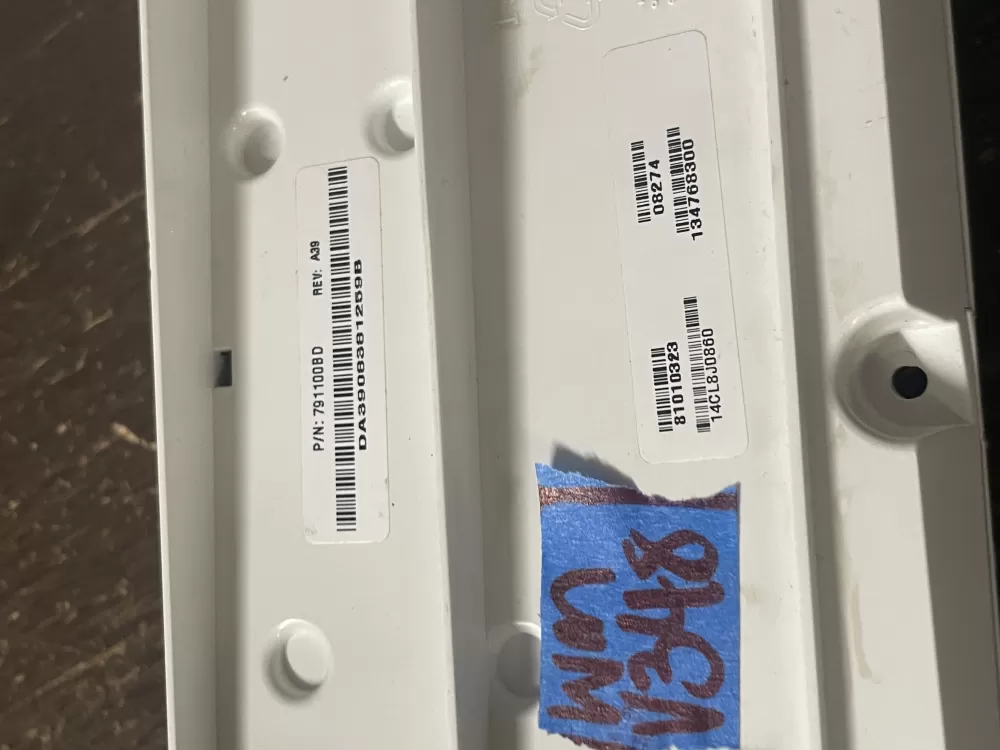 P/N: 791100BD REV: A39
DA39083812598
81010323 08274
14CL8J0860 134768300
WM
V348